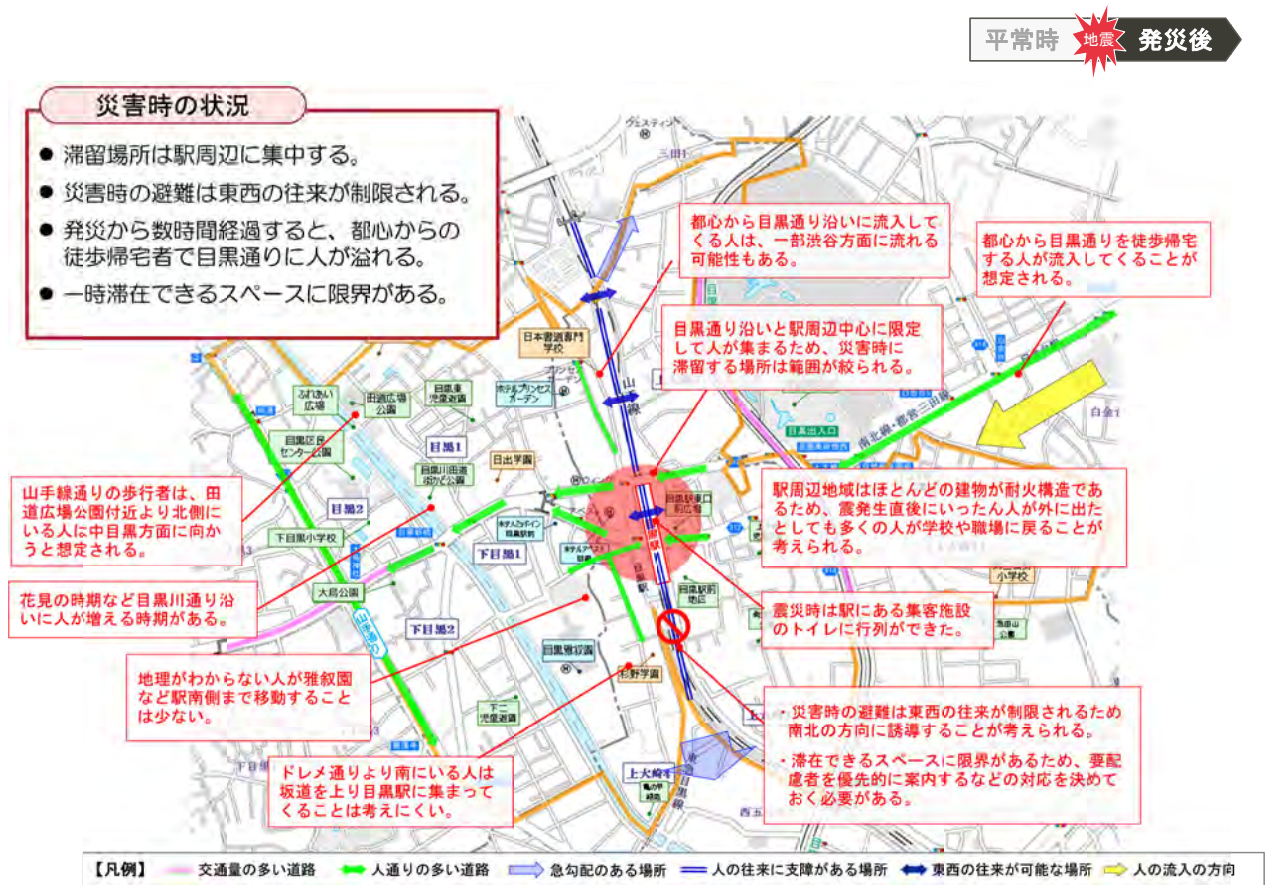 平常時
地震
発災後
災害時の状況
● 滞留場所は駅周辺に集中する。
● 災害時の避難は東西の往来が制限される。
● 発災から数時間経過すると、都心からの
徒歩帰宅者で目黒通りに人が溢れる。
● 一時滞在できるスペースに限界がある。
都心から目黒通り沿いに流入して
くる人は、一部渋谷方面に流れる
可能性もある。
都心から目黒通りを徒歩帰宅
する人が流入してくることが
想定される。
目黒通り沿いと駅周辺中心に限定
して人が集まるため、災害時に
滞留する場所は範囲が絞られる。
日本書道専門
学校
プリンセス
ガーデン
ホテルプリンセス
ガーデン
山手線
ふれあい
広場
田道広場
公園
目黒東
児童遊園
目黒区民
センター公園
目黒1
目黒川田道
街かど公園
日出学園
目黒2
下目黒小学校
下目黒1
大鳥公園
山手通り
下目黒2
目黒雅叙園
杉野学園
下二
児童遊園
目黒駅東口
前広場
目黒駅
目黒駅前
地区
南北線・都営三田線
目黒出入口
白金台
東急目黒線
上大崎
亀の甲
緑地
西五
小学校
公園
山手線通りの歩行者は、田
道広場公園付近より北側に
いる人は中目黒方面に向か
うと想定される。
花見の時期など目黒川通り沿
いに人が増える時期がある。
地理がわからない人が雅叙園
など駅南側まで移動すること
は少ない。
ドレメ通りより南にいる人は
坂道を上り目黒駅に集まって
くることは考えにくい。
駅周辺地域はほとんどの建物が耐火構造であ
るため、震発生直後にいったん人が外に出た
としても多くの人が学校や職場に戻ることが
考えられる。
震災時は駅にある集客施設
のトイレに行列ができた。
・災害時の避難は東西の往来が制限されるため
南北の方向に誘導することが考えられる。
・滞在できるスペースに限界があるため、要配
慮者を優先的に案内するなどの対応を決めて
おく必要がある。
【凡例】 交通量の多い道路 人通りの多い道路 急勾配のある場所 人の往来に支障がある場所 東西の往来が可能な場所 人の流入の方向